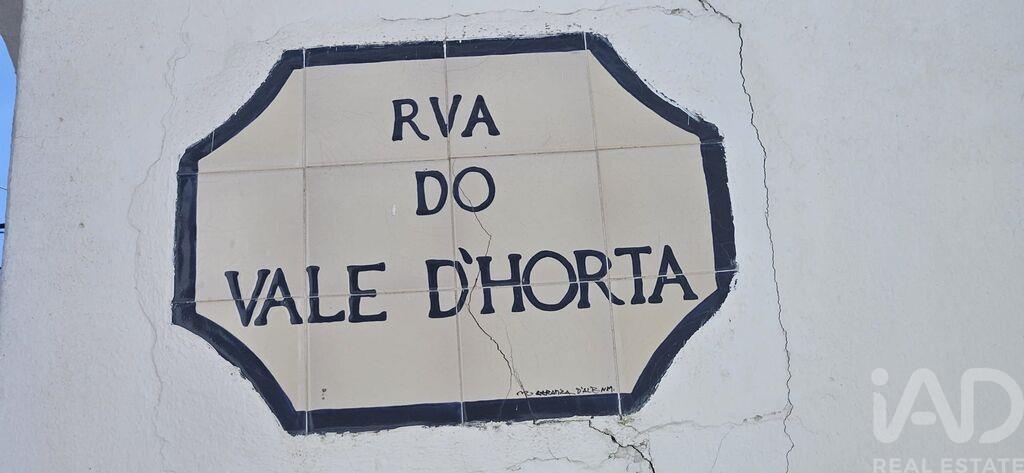 RVA
DO
VALE D'HORTA
iAD
REAL ESTATE